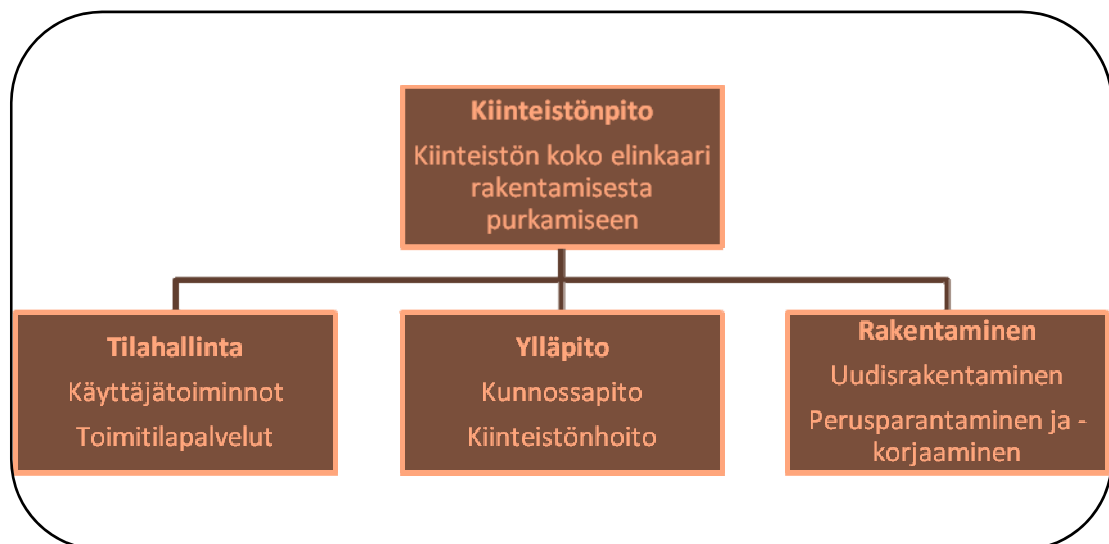 Kiinteistönpito
Kiinteistön koko elinkaari
rakentamisesta
purkamiseen
Tilahallinta
Käyttäjätoiminnot
Toimitilapalvelut
Ylläpito
Kunnossapito
Kiinteistönhoito
Rakentaminen
Uudisrakentaminen
Perusparantaminen ja -
korjaaminen